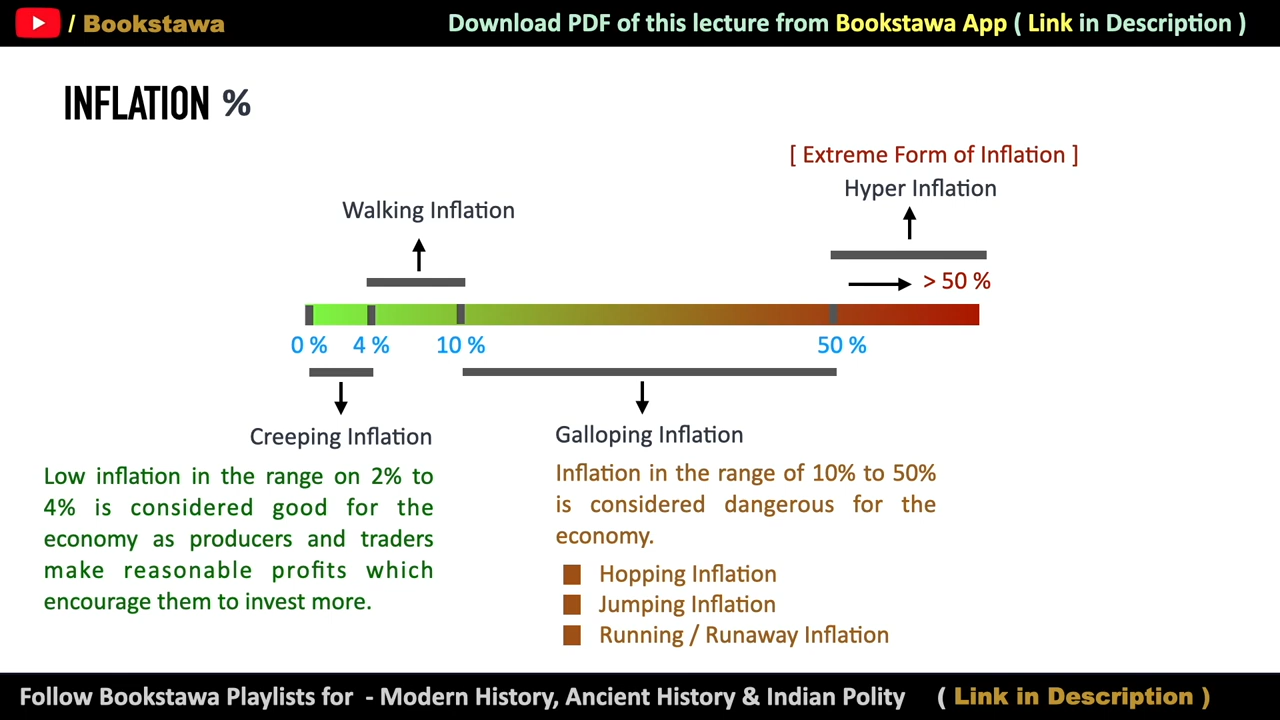 / Bookstawa
Download PDF of this lecture from Bookstawa App ( Link in Description )
INFLATION %
[ Extreme Form of Inflation ]
Hyper Inflation
Walking Inflation
> 50 %
0 %
4 %
10 %
50 %
Creeping Inflation
Low inflation in the range on 2% to
4% is considered good for the
economy as producers and traders
make reasonable profits which
encourage them to invest more.
Galloping Inflation
Inflation in the range of 10% to 50%
is considered dangerous for the
economy.
Hopping Inflation
Jumping Inflation
Running / Runaway Inflation
Follow Bookstawa Playlists for - Modern History, Ancient History & Indian Polity ( Link in Description )